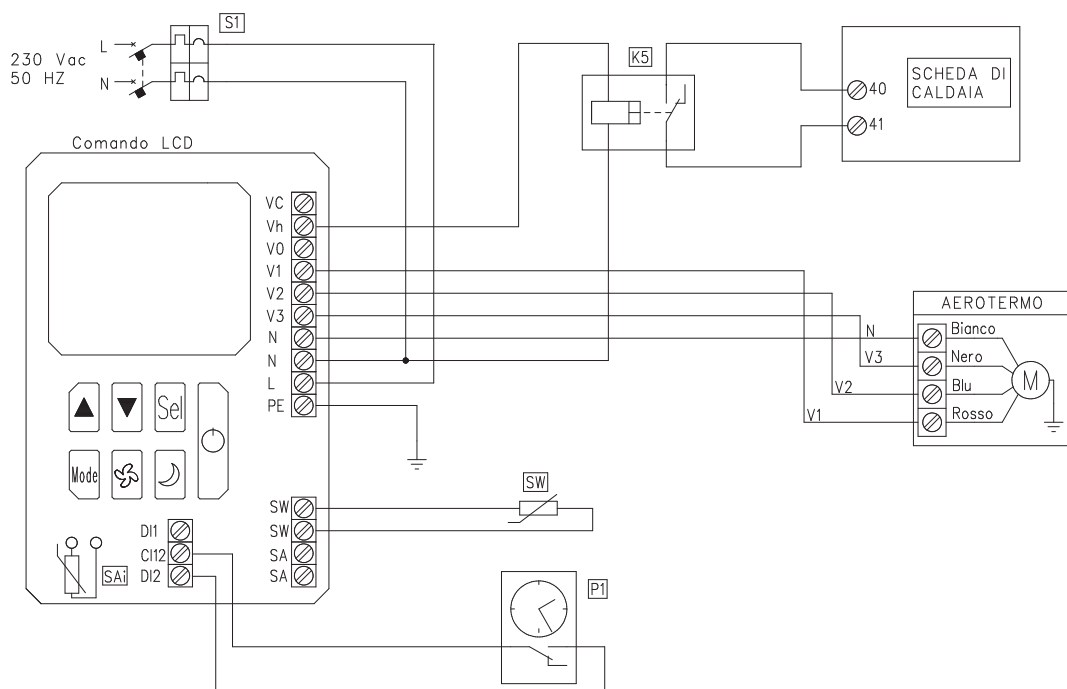 S1
L
230 Vac
50 HZ
N
K5
SCHEDA DI
CALDAIA
40
41
Comando LCD
VC
Vh
V0
V1
V2
V3
N
N
L
PE
AEROTERMO
N
Bianco
V3
Nero
M
V2
Blu
V1
Rosso
Sel
Mode
SW
SW
SA
SA
SW
DI1
CI12
DI2
SAi
P1